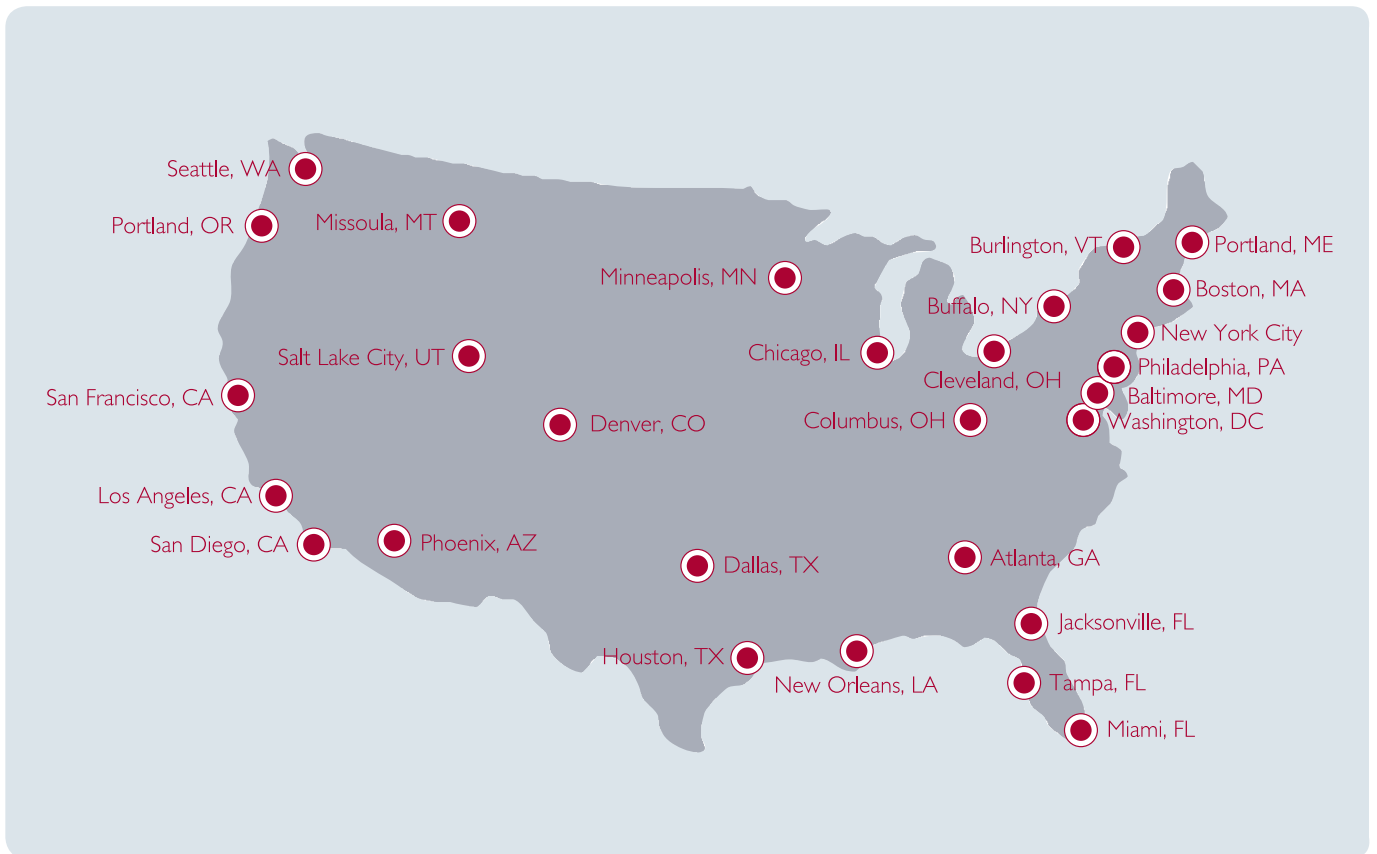 Seattle, WA
Portland, OR
Missoula, MT
Burlington, VT
Portland, ME
Minneapolis, MN
Boston, MA
Buffalo, NY
New York City
Chicago, IL
Salt Lake City, UT
Philadelphia, PA
Cleveland, OH
San Francisco, CA
Baltimore, MD
Denver, CO
Columbus, OH
Washington, DC
Los Angeles, CA
San Diego, CA
Phoenix, AZ
Dallas, TX
Atlanta, GA
Jacksonville, FL
Houston, TX
New Orleans, LA
Tampa, FL
Miami, FL